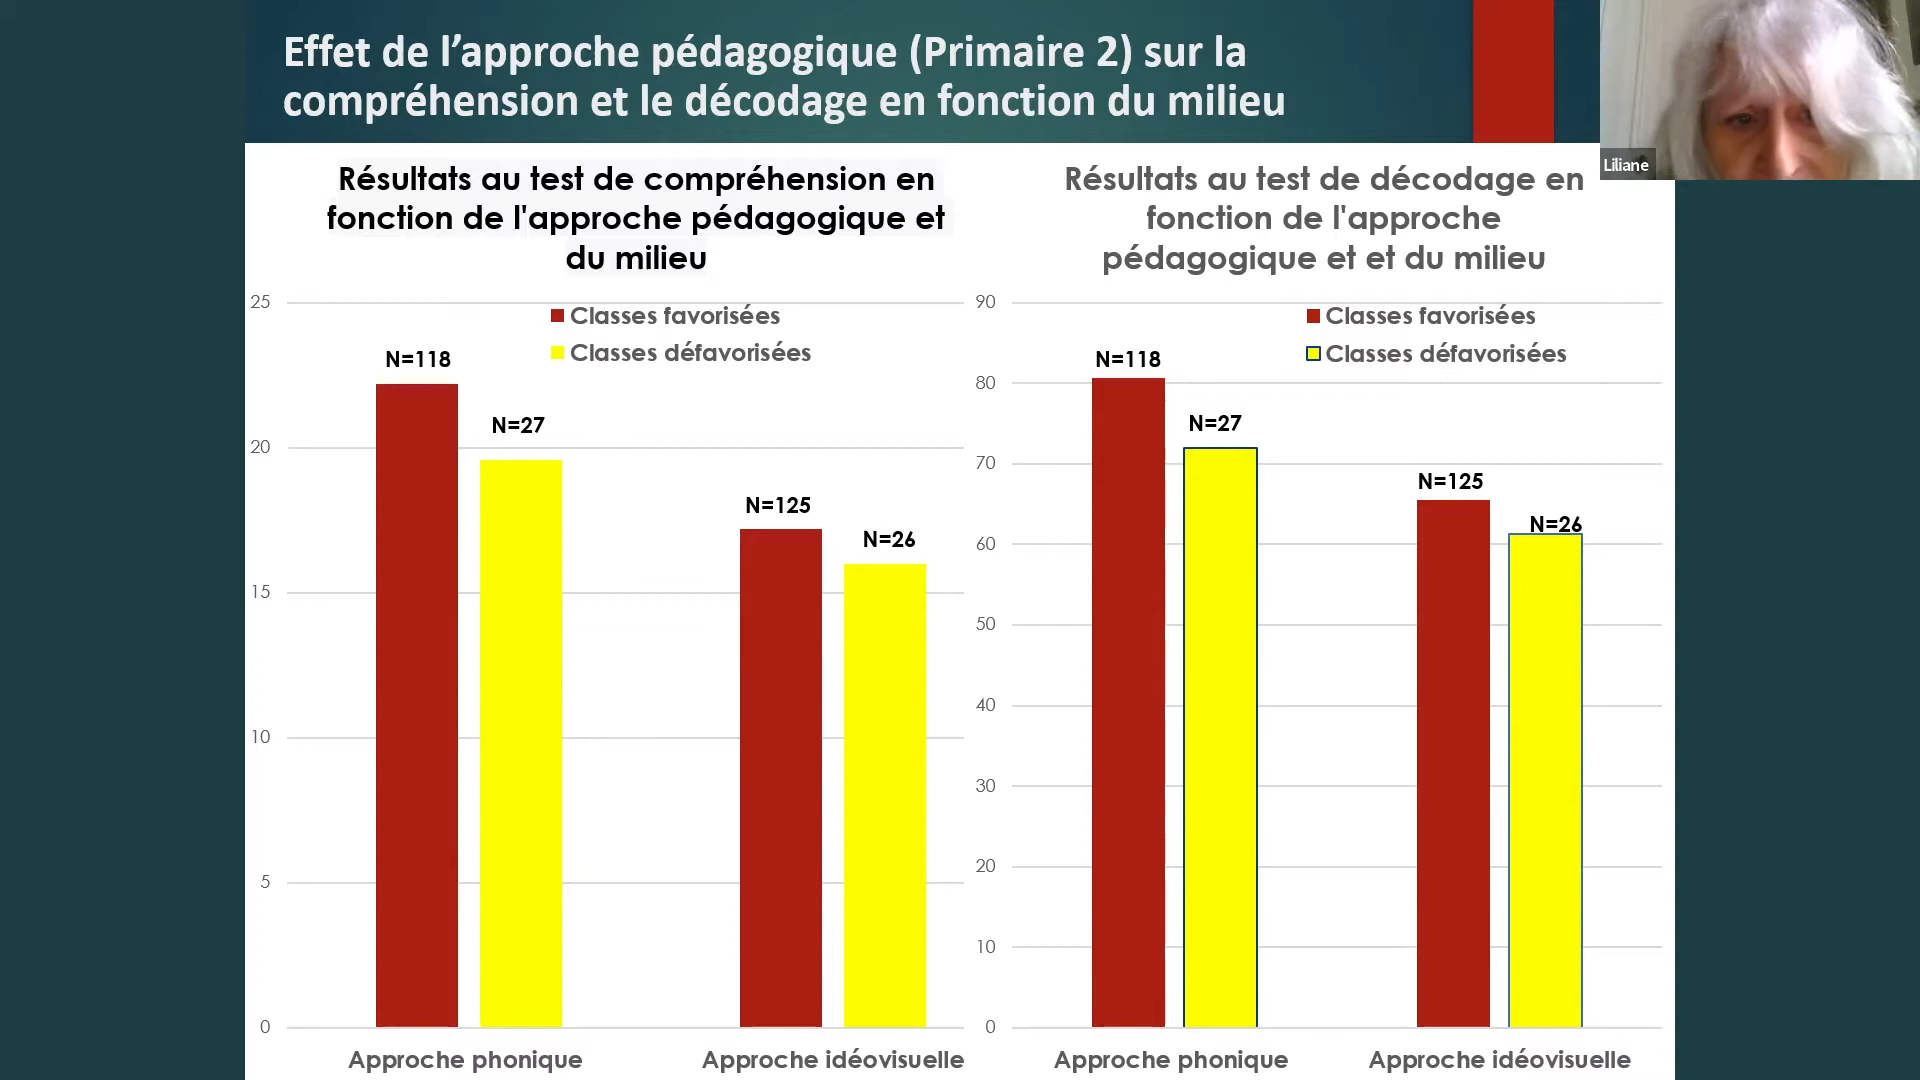 Effet de l’approche pédagogique (Primaire 2) sur la
compréhension et le décodage en fonction du milieu
Liliane
Résultats au test de compréhension en
fonction de l'approche pédagogique et
du milieu
25
20
15
10
5
0
Classes favorisées
Classes défavorisées
N=118
N=27
N=125
N=26
Approche phonique
Approche idéovisuelle
Résultats au test de décodage en
fonction de l'approche
pédagogique et et du milieu
90
80
70
60
50
40
30
20
10
0
Classes favorisées
Classes défavorisées
N=118
N=27
N=125
N=26
Approche phonique
Approche idéovisuelle